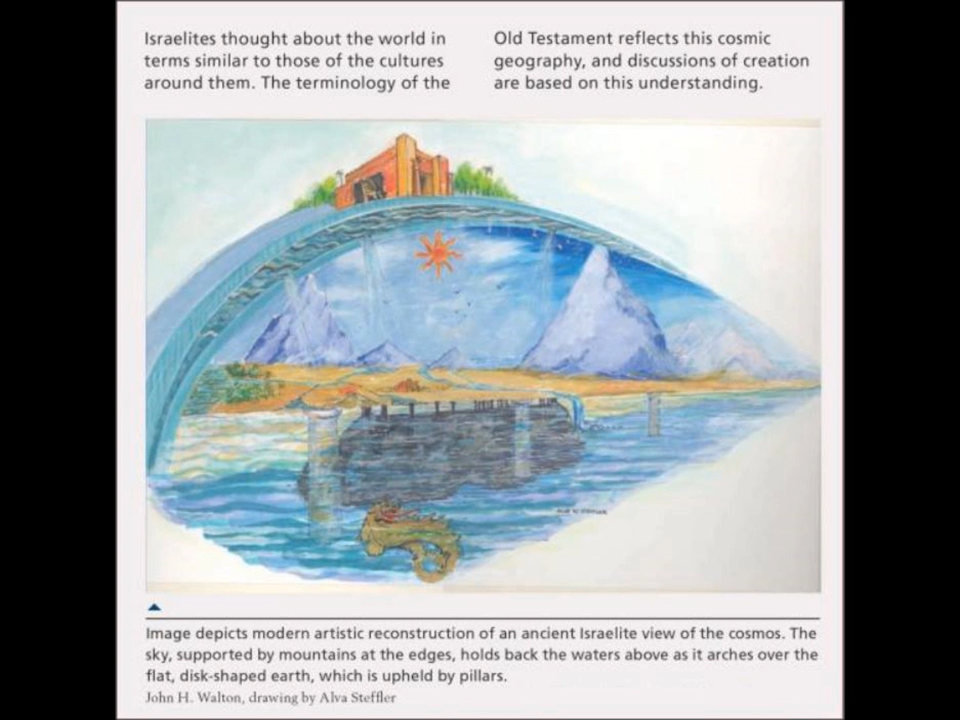 Israelites thought about the world in
terms similar to those of the cultures
around them. The terminology of the
Old Testament reflects this cosmic
geography, and discussions of creation
are based on this understanding.
Image depicts modern artistic reconstruction of an ancient Israelite view of the cosmos. The
sky, supported by mountains at the edges, holds back the waters above as it arches over the
flat, disk-shaped earth, which is upheld by pillars.
John H. Walton, drawing by Alva Steffler